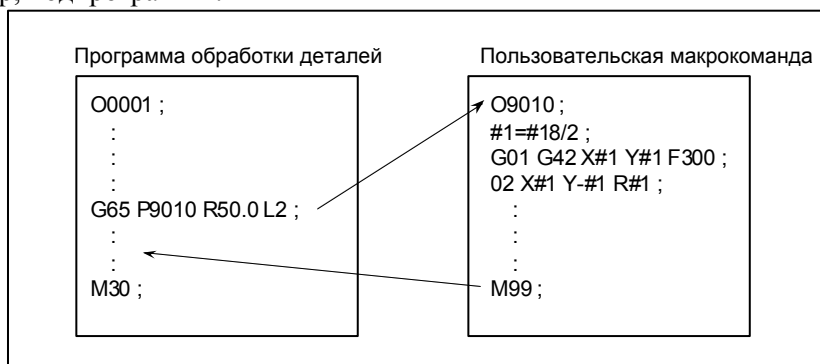 Программа обработки деталей
O0001 ;
:
:
:
G65 P9010 R50.0 L2 ;
:
:
:
M30 ;
Пользовательская макрокоманда
O9010 ;
#1=#18/2 ;
G01 G42 X#1 Y#1 F300 ;
02 X#1 Y-#1 R#1 ;
:
:
:
M99 ;